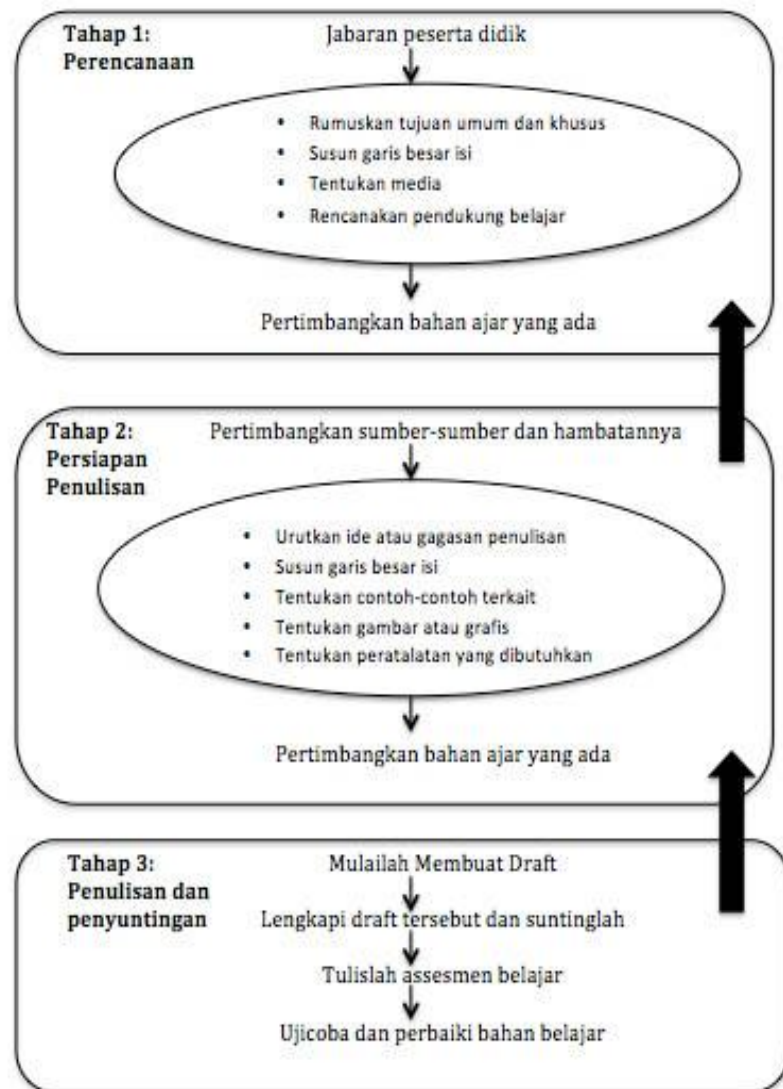 Tahap 1:
Perencanaan
Jabaran peserta didik
• Rumuskan tujuan umum dan khusus
• Susun garis besar isi
• Tentukan media
• Rencanakan pendukung belajar
Pertimbangkan bahan ajar yang ada
Tahap 2:
Persiapan
Penulisan
Pertimbangkan sumber-sumber dan hambatannya
• Urutkan ide atau gagasan penulisan
• Susun garis besar isi
• Tentukan contoh-contoh terkait
• Tentukan gambar atau grafis
• Tentukan peratalatan yang dibutuhkan
Pertimbangkan bahan ajar yang ada
Tahap 3:
Penulisan dan
penyuntingan
Mulailah Membuat Draft
Lengkapi draft tersebut dan suntinglah
Tulislah assesmen belajar
Ujicoba dan perbaiki bahan belajar